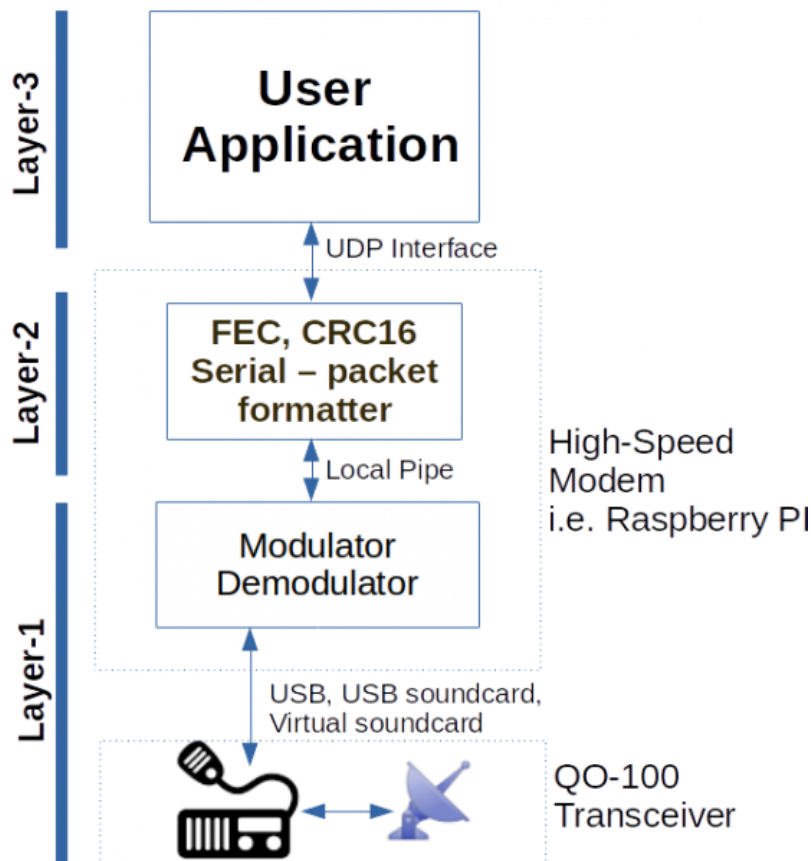 Layer-3
User
Application
UDP Interface
Layer-2
FEC, CRC16
Serial – packet
formatter
Local Pipe
High-Speed
Modem
i.e. Raspberry PI
Layer-1
Modulator
Demodulator
USB, USB soundcard,
Virtual soundcard
QO-100
Transceiver